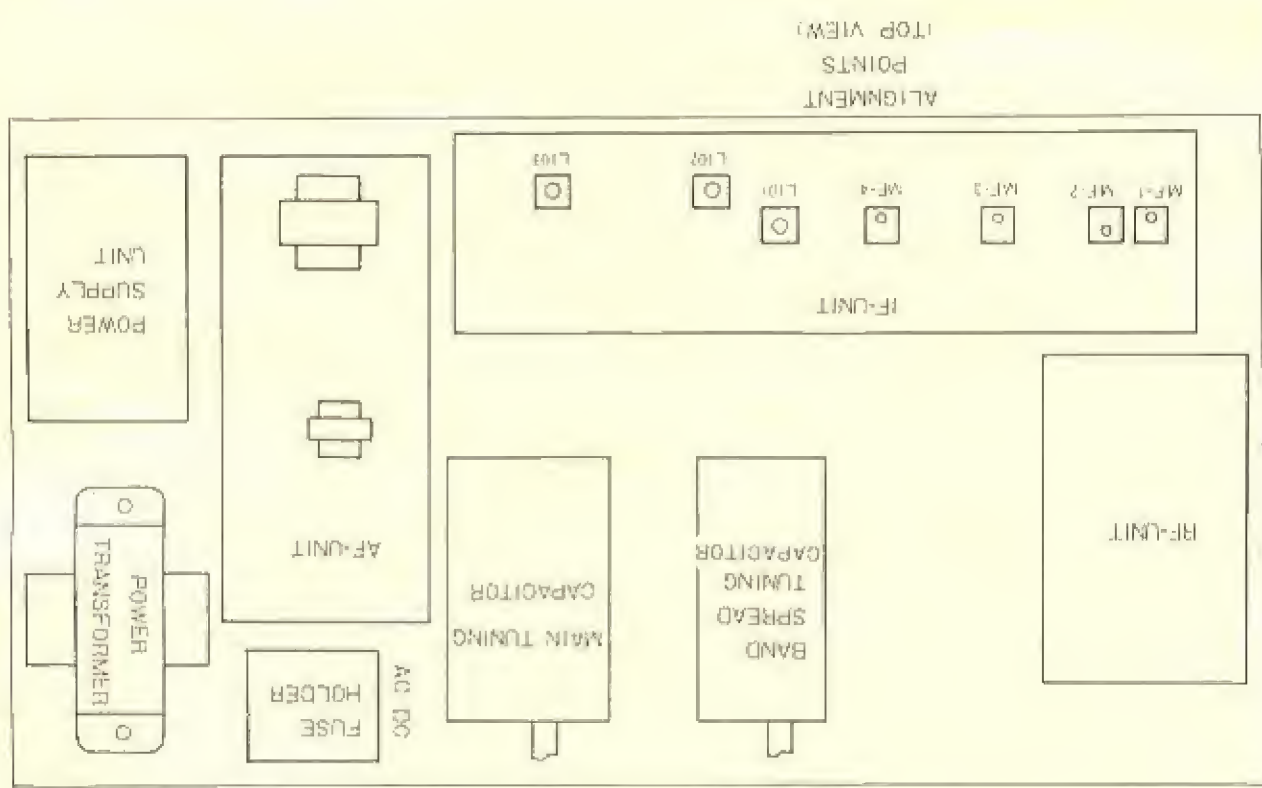 BAND
SPREAD
TUNING
CAPACITOR
MAIN TUNING
CAPACITOR
FUSE
HOLDER
AC DC
POWER
TRANSFORMER
RF-UNIT
AF-UNIT
IF-UNIT
POWER
SUPPLY
UNIT
MF-1
MF-2
MF-3
MF-4
L101
L102
L103
ALIGNMENT
POINTS
(TOP VIEW)